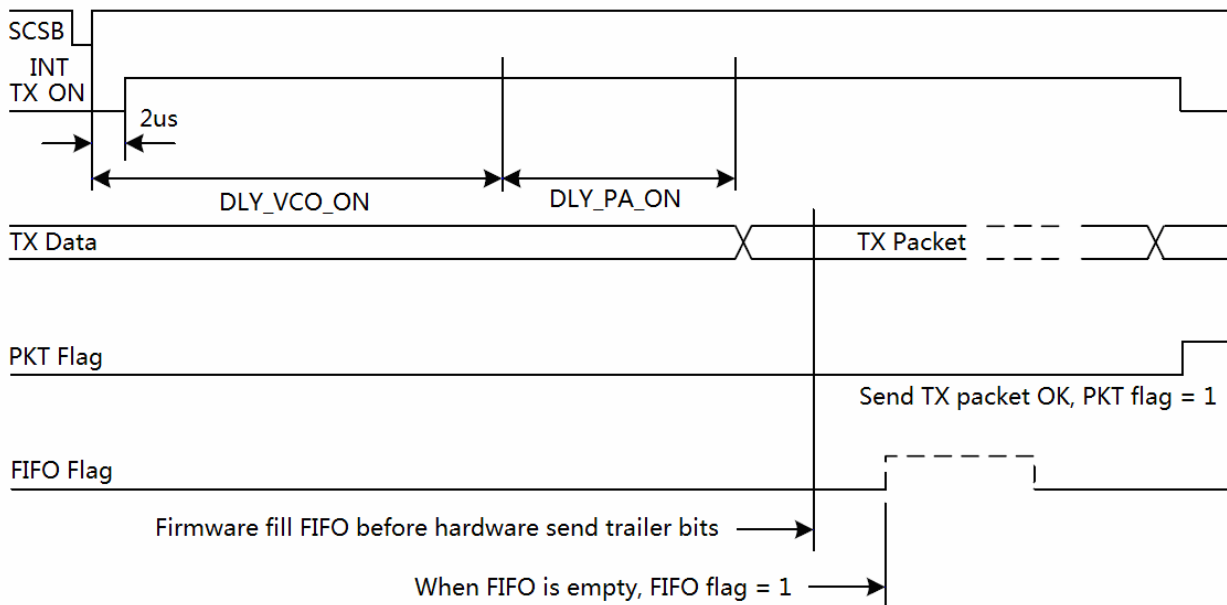 SCSB
INT
TX ON
2us
DLY_VCO_ON
DLY_PA_ON
TX Data
TX Packet
PKT Flag
Send TX packet OK, PKT flag = 1
FIFO Flag
Firmware fill FIFO before hardware send trailer bits
When FIFO is empty, FIFO flag = 1